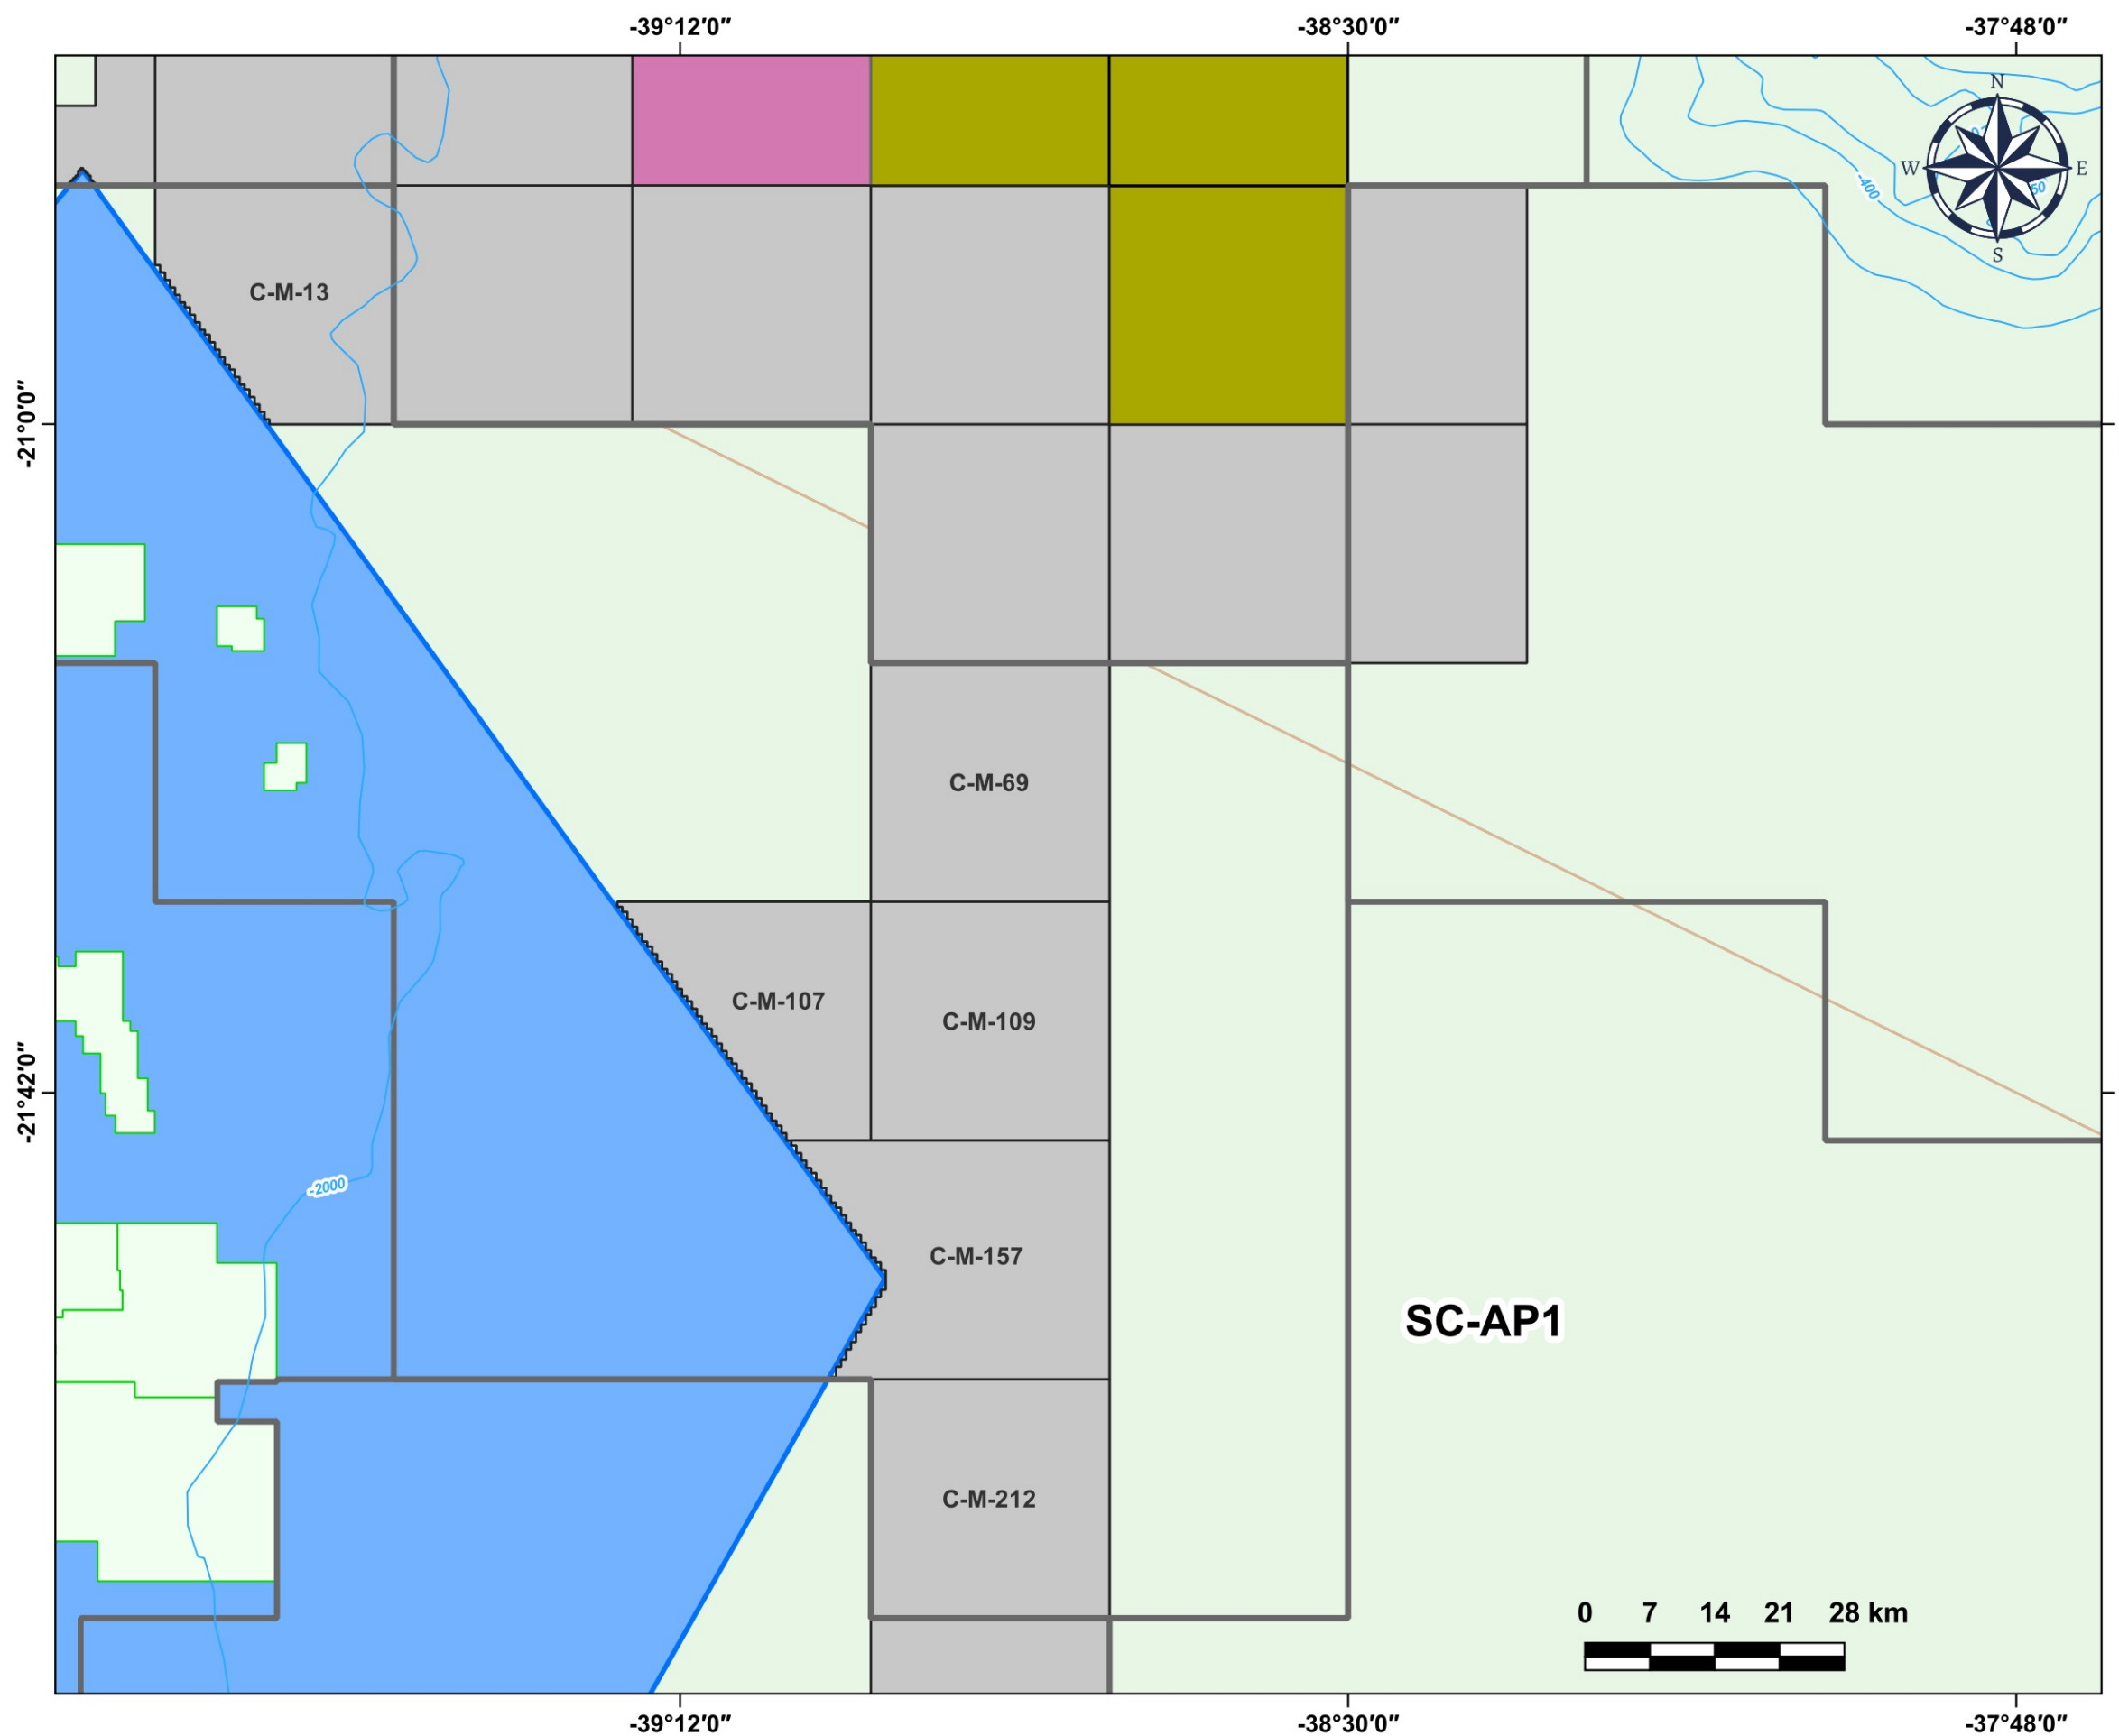 -39°12′0″ -38°30′0″ -37°48′0″
N
W E
S
-400
50
-21°0′0″
C-M-13
C-M-69
C-M-107
C-M-109
-21°42′0″
-2000
C-M-157
SC-AP1
C-M-212
0 7 14 21 28 km
-39°12′0″ -38°30′0″ -37°48′0″